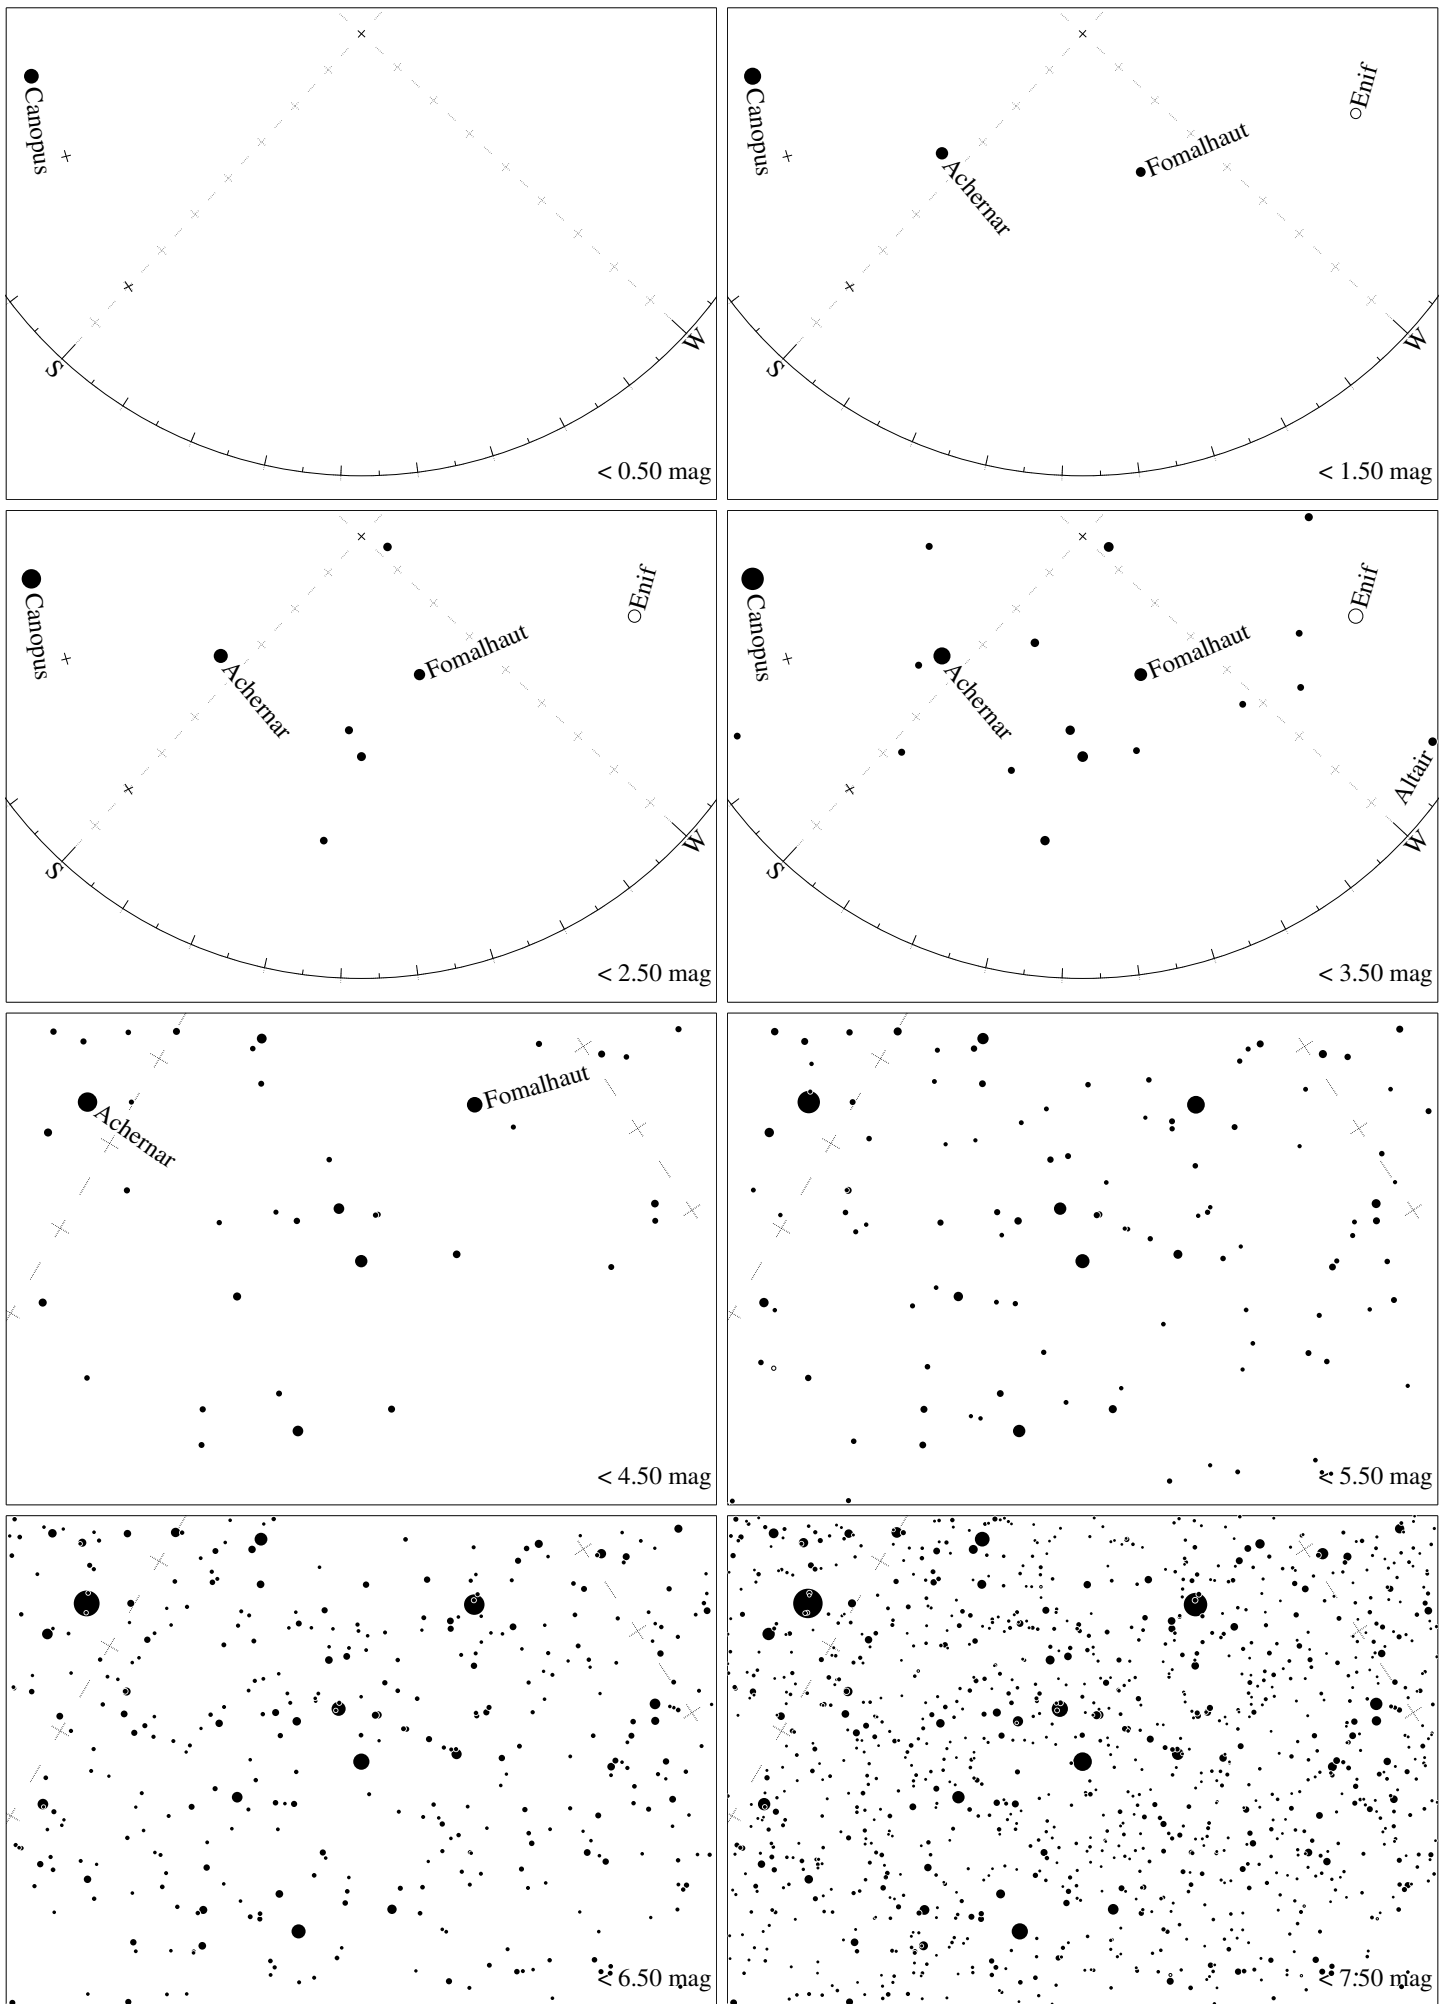 Canopus
S
W
< 0.50 mag
Canopus
Achernar
Fomalhaut
Enif
S
W
< 1.50 mag
Canopus
Achernar
Fomalhaut
Enif
S
W
< 2.50 mag
Canopus
Achernar
Fomalhaut
Enif
Altair
S
W
< 3.50 mag
Achernar
Fomalhaut
< 4.50 mag
< 5.50 mag
< 6.50 mag
< 7.50 mag